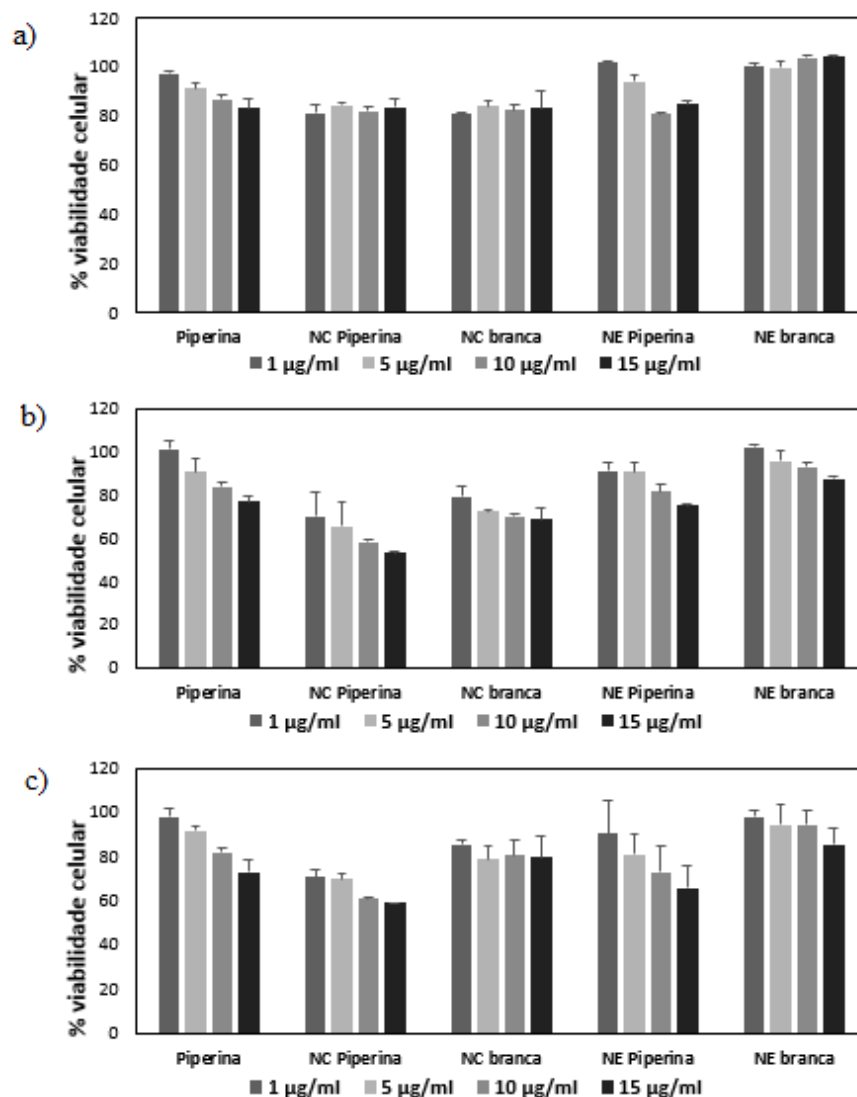 a)
% viabilidade celular
120
100
80
60
40
20
0
Piperina NC Piperina NC branca NE Piperina NE branca
1 µg/ml 5 µg/ml 10 µg/ml 15 µg/ml
b)
% viabilidade celular
120
100
80
60
40
20
0
Piperina NC Piperina NC branca NE Piperina NE branca
1 µg/ml 5 µg/ml 10 µg/ml 15 µg/ml
c)
% viabilidade celular
120
100
80
60
40
20
0
Piperina NC Piperina NC branca NE Piperina NE branca
1 µg/ml 5 µg/ml 10 µg/ml 15 µg/ml